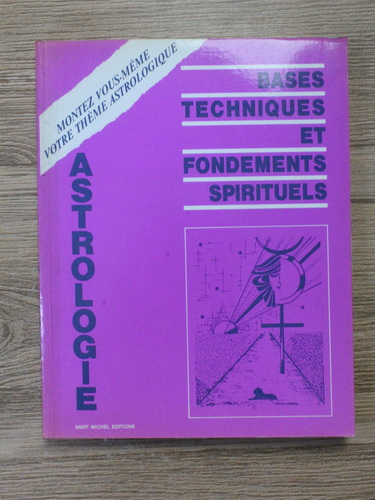 MONTEZ VOUS-MÊME
VOTRE THÈME ASTROLOGIQUE
BASES
TECHNIQUES
ET
FONDEMENTS
SPIRITUELS
ASTROLOGIE
SAINT MICHEL EDITIONS